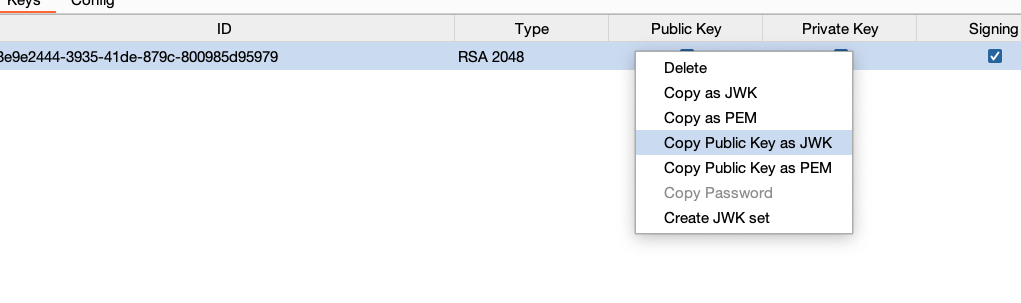 Keys Config
ID Type Public Key Private Key Signing
8e9e2444-3935-41de-879c-800985d95979 RSA 2048
Delete
Copy as JWK
Copy as PEM
Copy Public Key as JWK
Copy Public Key as PEM
Copy Password
Create JWK set